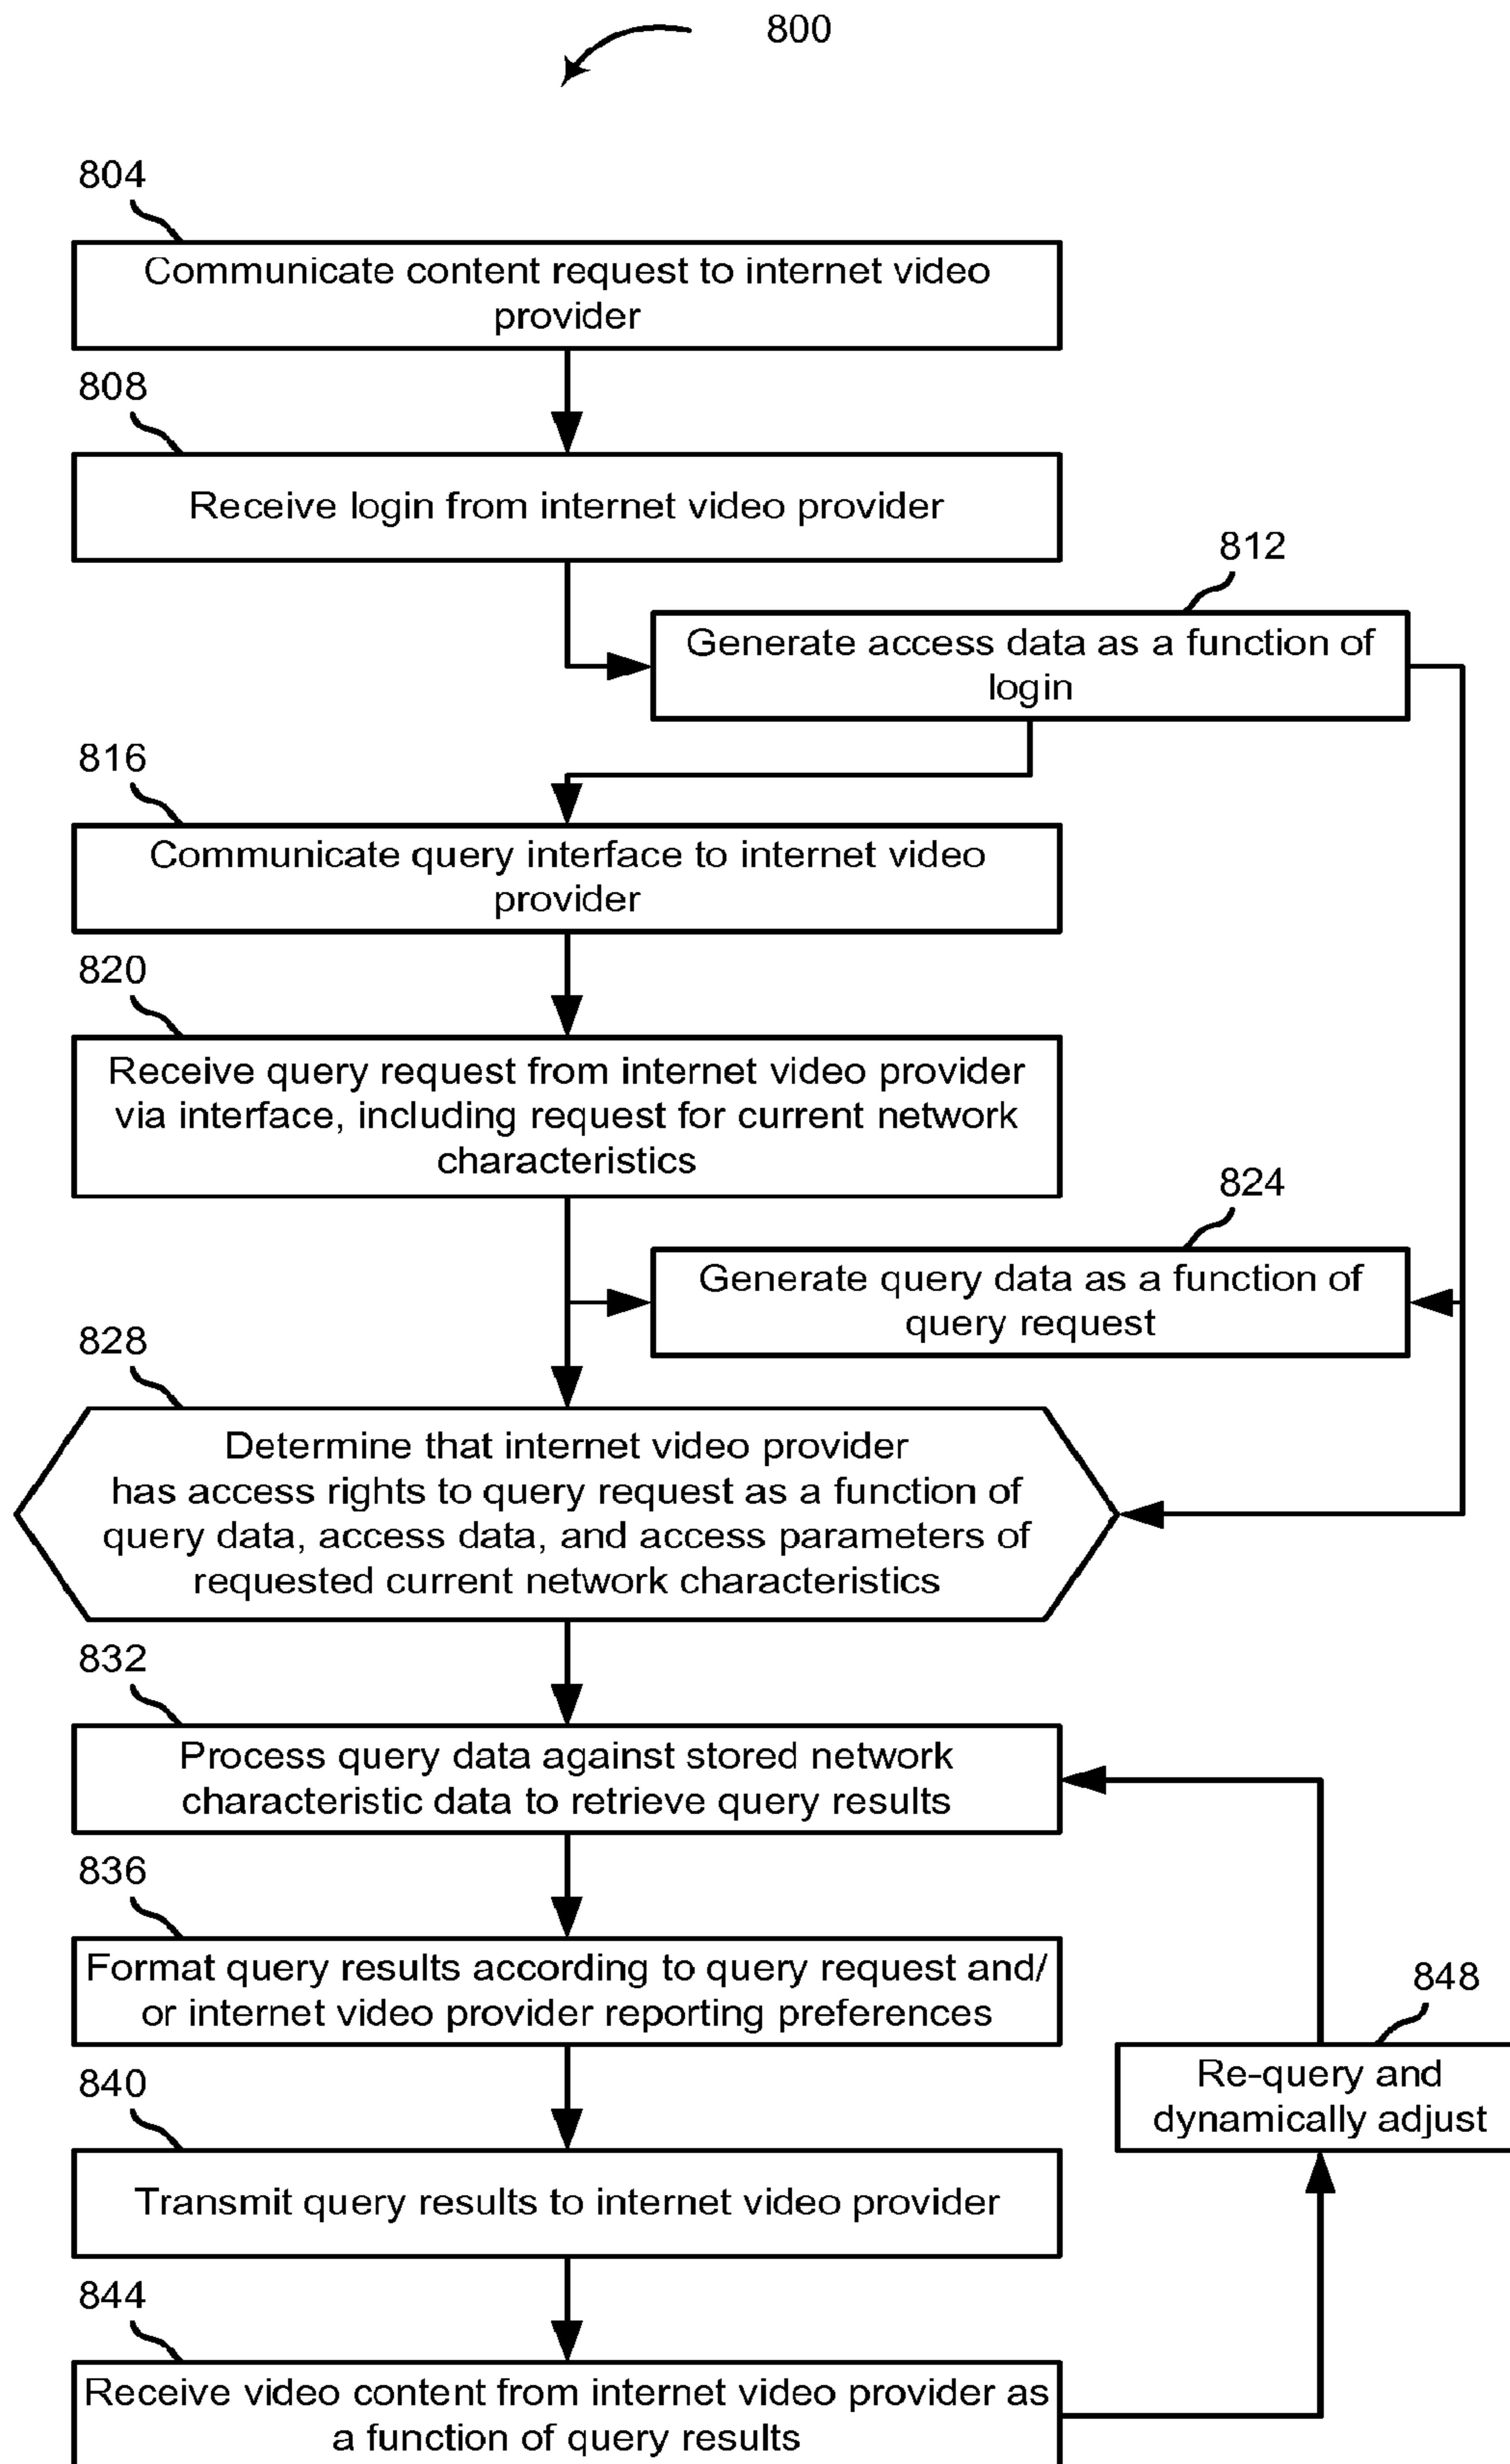 800
804
Communicate content request to internet video
provider
808
Receive login from internet video provider
812
Generate access data as a function of
login
816
Communicate query interface to internet video
provider
820
Receive query request from internet video provider
via interface, including request for current network
characteristics
824
Generate query data as a function of
query request
828
Determine that internet video provider
has access rights to query request as a function of
query data, access data, and access parameters of
requested current network characteristics
832
Process query data against stored network
characteristic data to retrieve query results
836
Format query results according to query request and/
or internet video provider reporting preferences
848
Re-query and
dynamically adjust
840
Transmit query results to internet video provider
844
Receive video content from internet video provider as
a function of query results